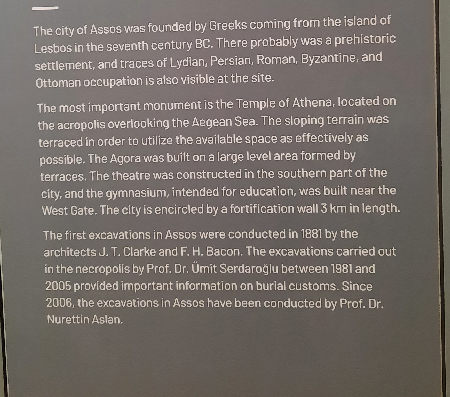 The city of Assos was founded by Greeks coming from the island of
Lesbos in the seventh century BC. There probably was a prehistoric
settlement, and traces of Lydian, Persian, Roman, Byzantine, and
Ottoman occupation is also visible at the site.
The most important monument is the Temple of Athena, located on
the acropolis overlooking the Aegean Sea. The sloping terrain was
terraced in order to utilize the available space as effectively as
possible. The Agora was built on a large level area formed by
terraces. The theatre was constructed in the southern part of the
city, and the gymnasium, intended for education, was built near the
West Gate. The city is encircled by a fortification wall 3 km in length.
The first excavations in Assos were conducted in 1881 by the
architects J. T. Clarke and F. H. Bacon. The excavations carried out
in the necropolis by Prof. Dr. Ümit Serdaroğlu between 1981 and
2005 provided important information on burial customs. Since
2006, the excavations in Assos have been conducted by Prof. Dr.
Nurettin Aslan.